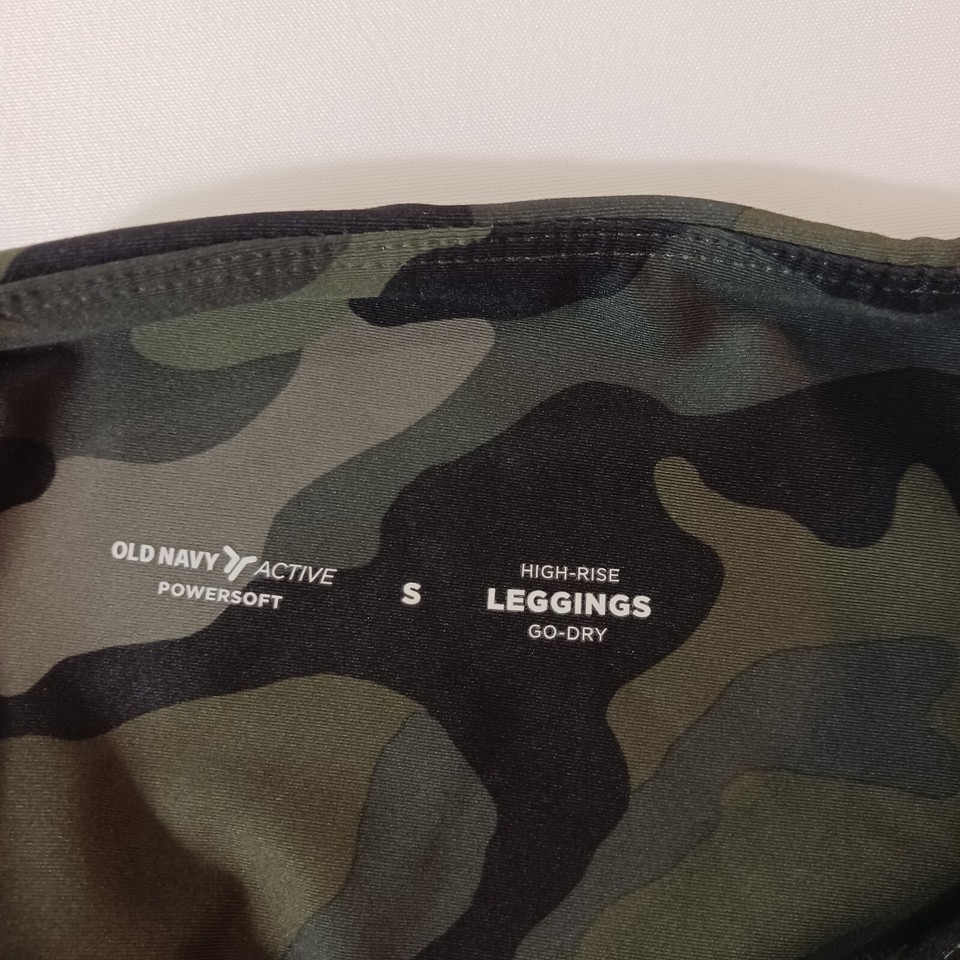 OLD NAVY ACTIVE
POWERSOFT
S
HIGH-RISE
LEGGINGS
GO-DRY